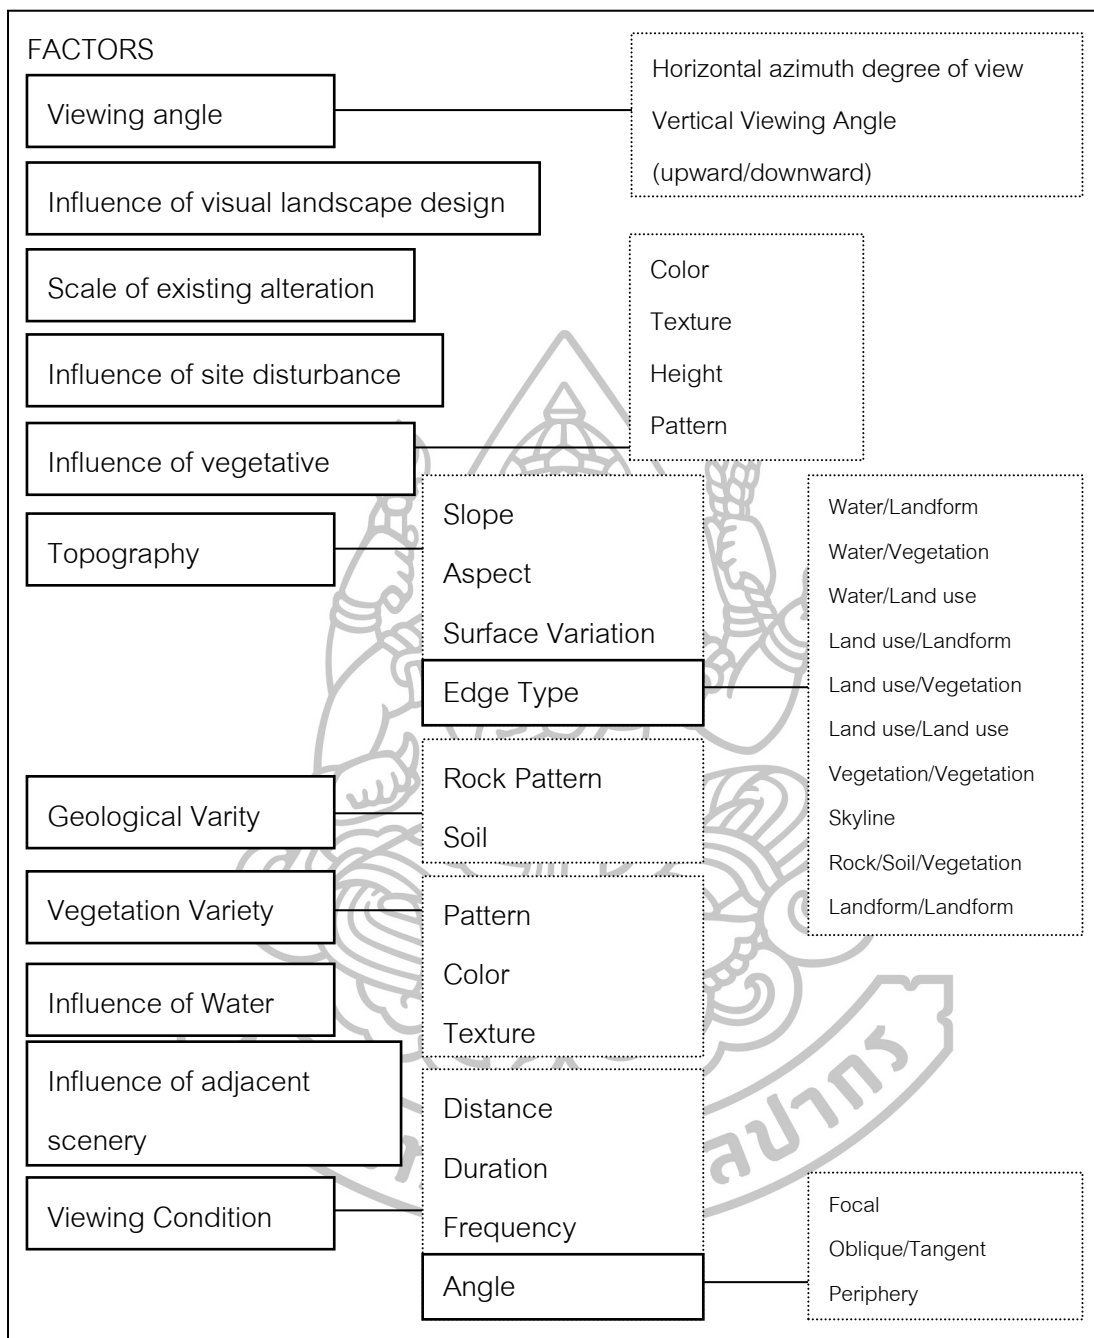 FACTORS
Viewing angle
Horizontal azimuth degree of view
Vertical Viewing Angle
(upward/downward)
Influence of visual landscape design
Scale of existing alteration
Influence of site disturbance
Influence of vegetative
Color
Texture
Height
Pattern
Topography
Slope
Aspect
Surface Variation
Edge Type
Water/Landform
Water/Vegetation
Water/Land use
Land use/Landform
Land use/Vegetation
Land use/Land use
Vegetation/Vegetation
Skyline
Rock/Soil/Vegetation
Landform/Landform
Geological Varity
Rock Pattern
Soil
Vegetation Variety
Pattern
Color
Texture
Influence of Water
Influence of adjacent
scenery
Viewing Condition
Distance
Duration
Frequency
Angle
Focal
Oblique/Tangent
Periphery